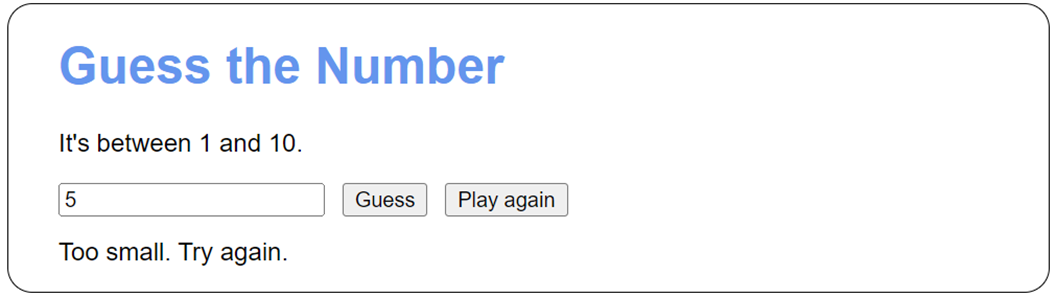 Guess the Number
It's between 1 and 10.
5 Guess Play again
Too small. Try again.